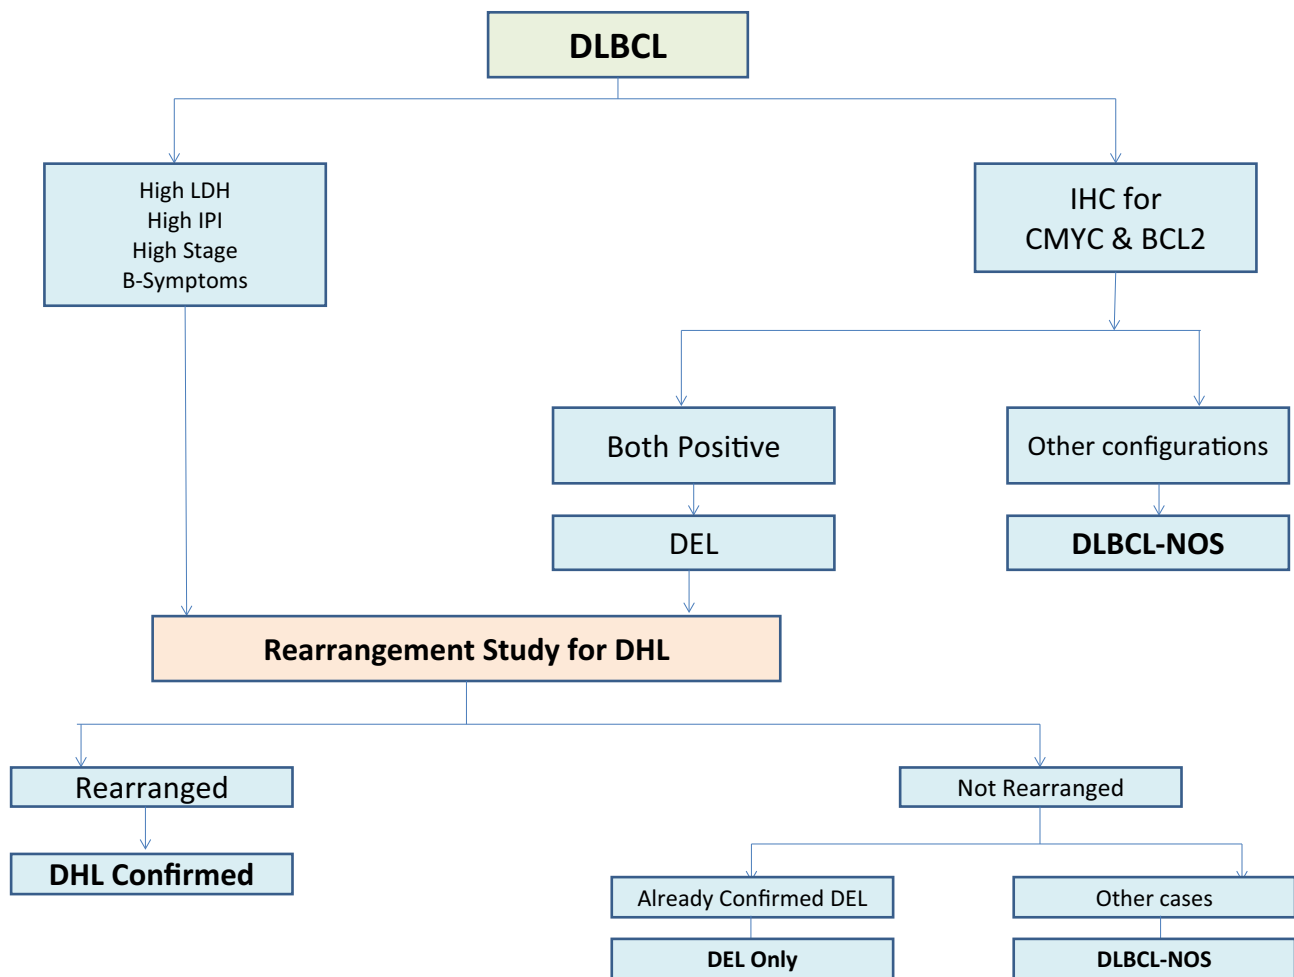 DLBCL
High LDH
High IPI
High Stage
B-Symptoms
IHC for
CMYC & BCL2
Both Positive
Other configurations
DEL
DLBCL-NOS
Rearrangement Study for DHL
Rearranged
Not Rearranged
DHL Confirmed
Already Confirmed DEL
Other cases
DEL Only
DLBCL-NOS